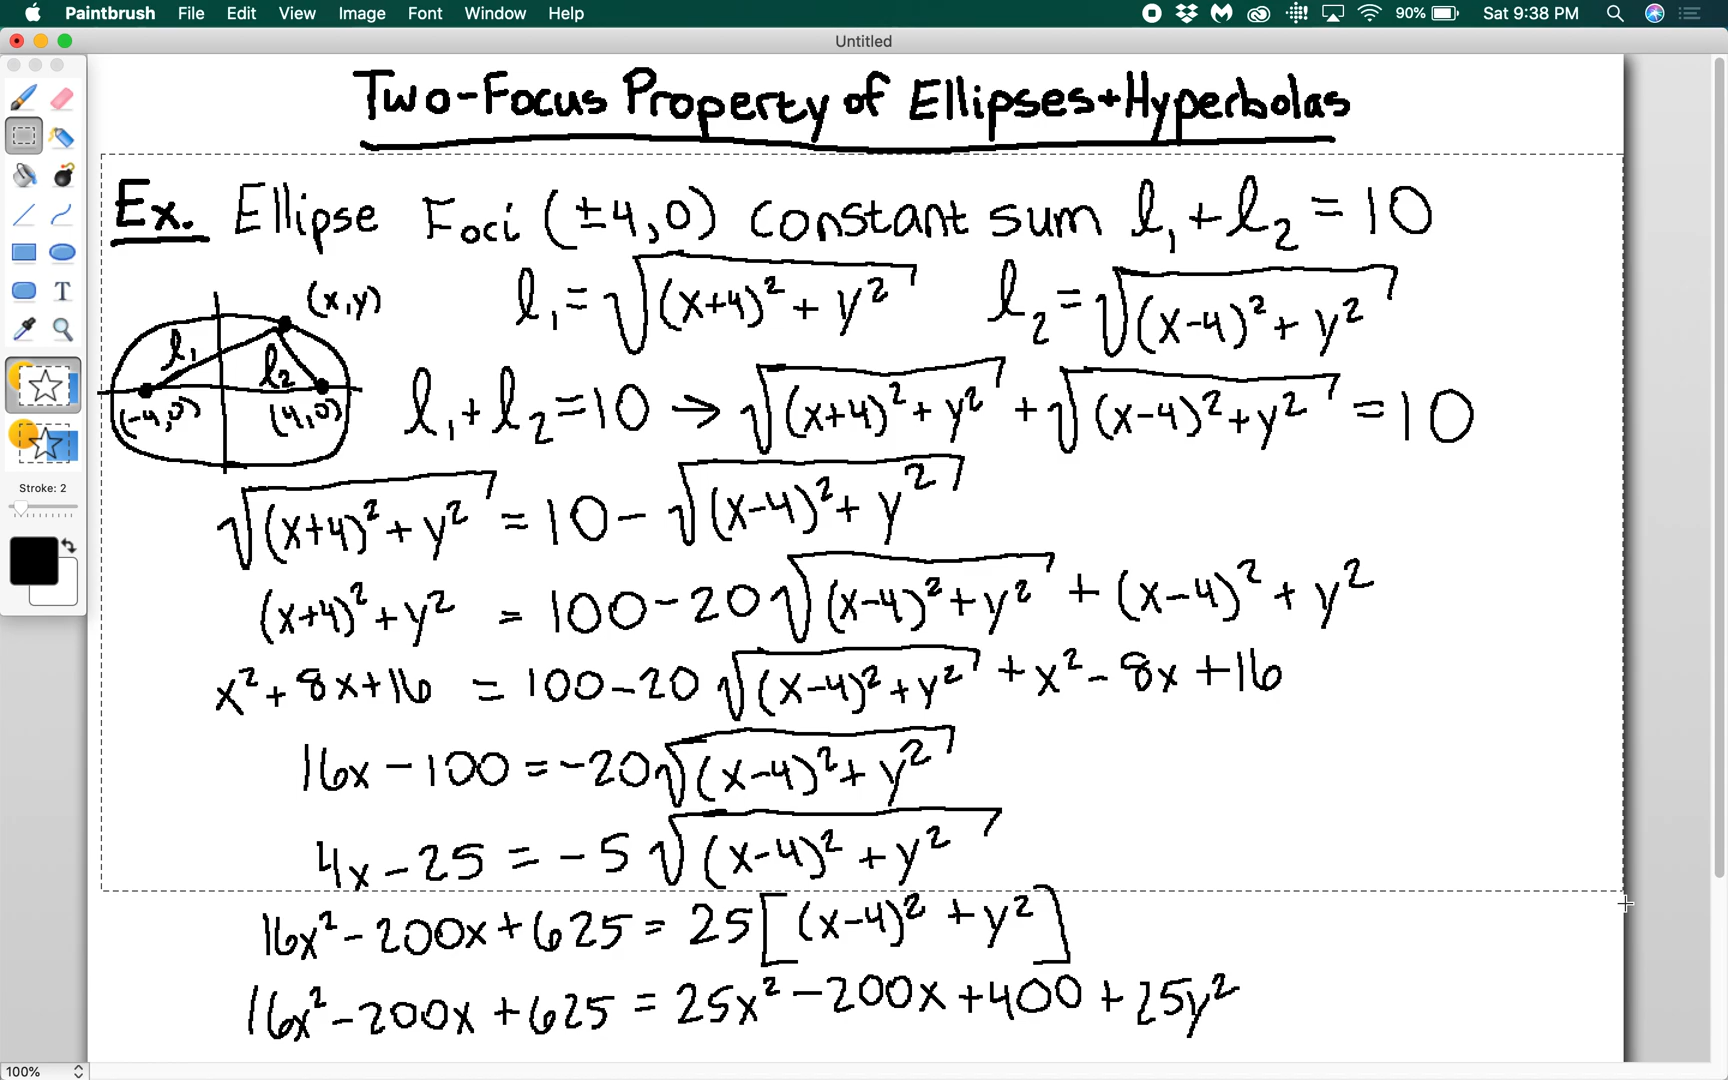 Paintbrush File Edit View Image Font Window Help 90% Sat 9:38 PM
Untitled
Two-Focus Property of Ellipses+Hyperbolas
Ex. Ellipse Foci (±4,0) constant sum l₁+l₂=10
l₁=√((x+4)²+y²) l₂=√((x-4)²+y²)
(x,y)
l₁
l₂
(-4,0) (4,0)
l₁+l₂=10→√((x+4)²+y²)+√((x-4)²+y²)=10
√((x+4)²+y²)=10-√((x-4)²+y²)
(x+4)²+y²=100-20√((x-4)²+y²)+(x-4)²+y²
x²+8x+16=100-20√((x-4)²+y²)+x²-8x+16
16x-100=-20√((x-4)²+y²)
4x-25=-5√((x-4)²+y²)
16x²-200x+625=25[(x-4)²+y²]
16x²-200x+625=25x²-200x+400+25y²
T
Stroke: 2
100%